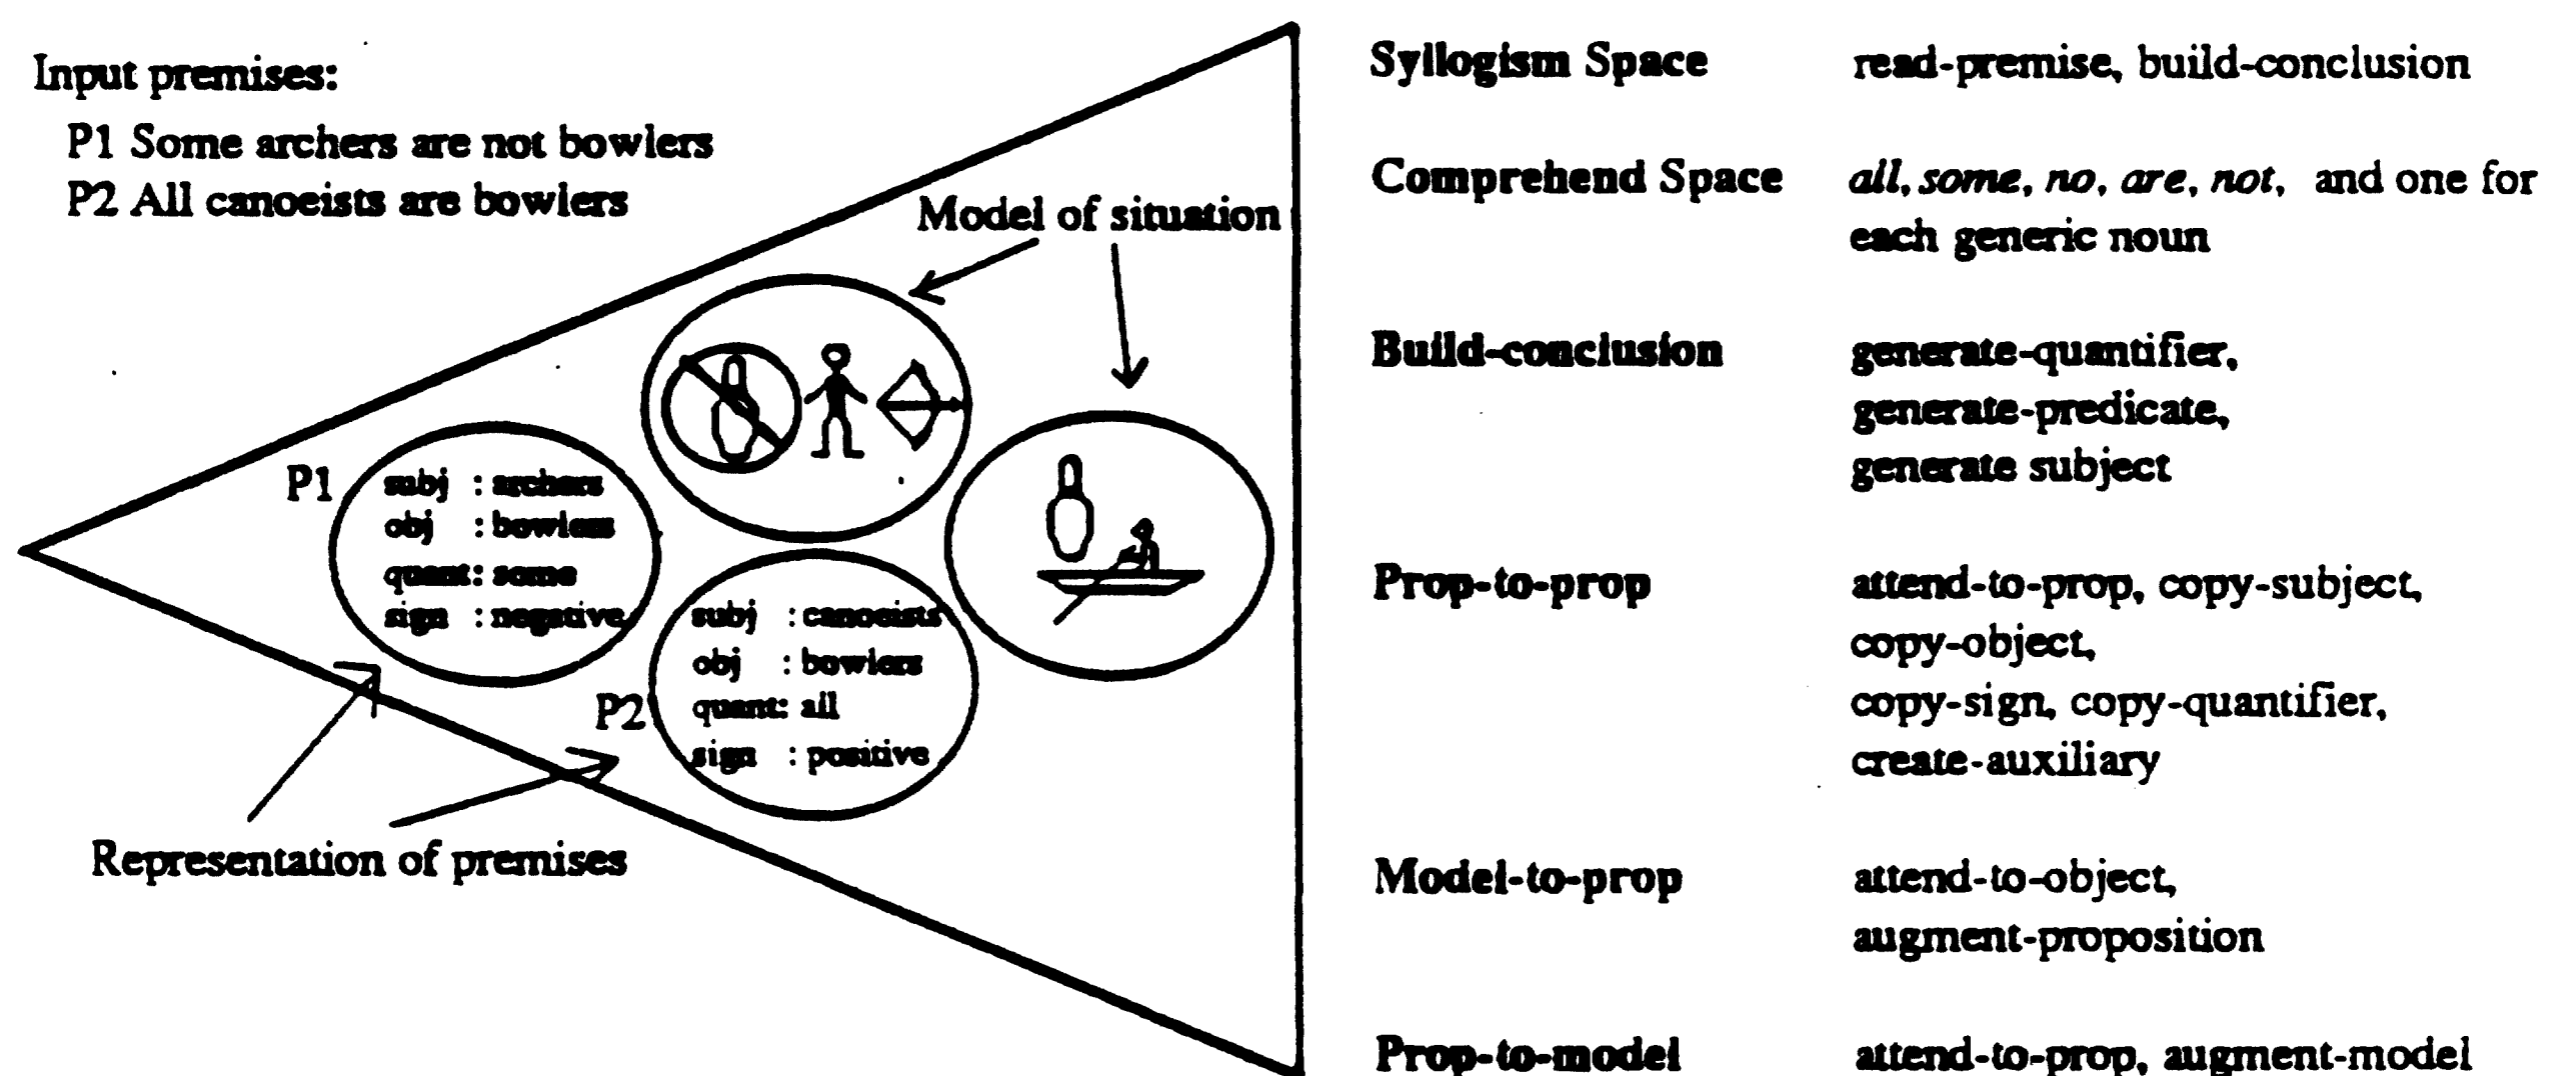 Input premises:
P1 Some archers are not bowlers
P2 All canoeists are bowlers
Model of situation
P1
subj : archers
obj : bowlers
quant: some
sign : negative
P2
subj : canoeists
obj : bowlers
quant: all
sign : positive
Representation of premises
Syllogism Space read-premise, build-conclusion
Comprehend Space all, some, no, are, not, and one for
each generic noun
Build-conclusion generate-quantifier,
generate-predicate,
generate subject
Prop-to-prop attend-to-prop, copy-subject,
copy-object,
copy-sign, copy-quantifier,
create-auxiliary
Model-to-prop attend-to-object,
augment-proposition
Prop-to-model attend-to-prop, augment-model